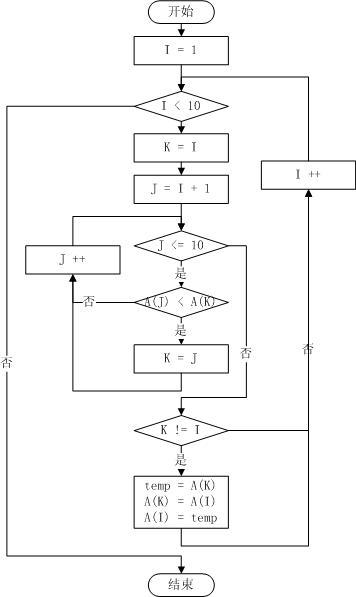 开始
I = 1
I < 10
K = I
I ++
J = I + 1
J <= 10
J ++
是
A(J) < A(K)
否
是
K = J
否
否
否
K != I
是
temp = A(K)
A(K) = A(I)
A(I) = temp
结束